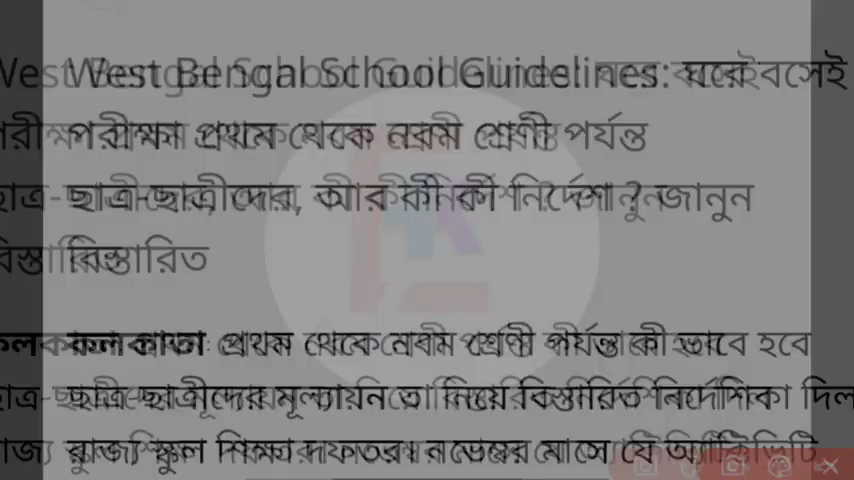 West Bengal School Guidelines: ঘরে বসেই
পরীক্ষা প্রথম থেকে নবম শ্রেণী পর্যন্ত
ছাত্র-ছাত্রীদের, আর কী কী নির্দেশ ? জানুন
বিস্তারিত
কলকাতা প্রথম থেকে নবম শ্রেণী পর্যন্ত কী ভাবে হবে
ছাত্র-ছাত্রীদের মূল্যায়ন তা নিয়ে বিস্তারিত নির্দেশিকা দিল
রাজ্য স্কুল শিক্ষা দফতর। নভেম্বর মাসে যে অ্যাক্টিভিটি